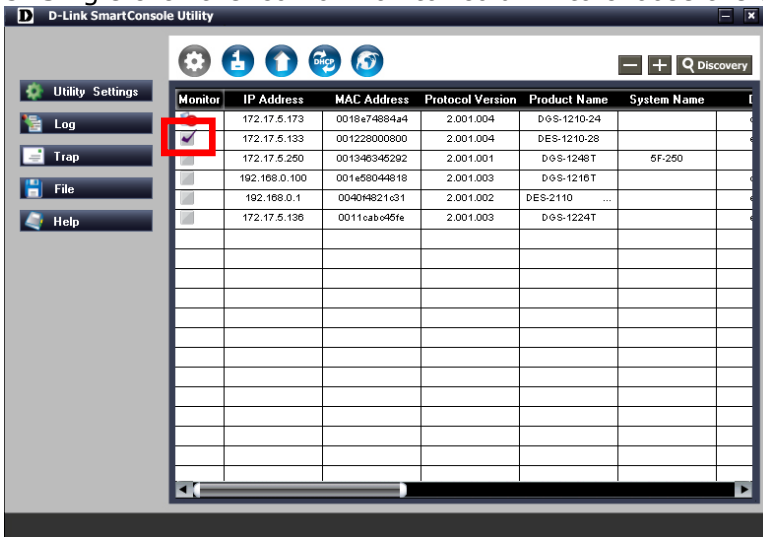 D-Link SmartConsole Utility
DHCP
Discovery
Utility Settings
Log
Trap
File
Help
Monitor IP Address MAC Address Protocol Version Product Name System Name
172.17.5.173 0018e74884a4 2.001.004 DGS-1210-24
172.17.5.133 001228000800 2.001.004 DES-1210-28
172.17.5.250 001346345292 2.001.001 DGS-1248T 5F-250
192.168.0.100 001e58044818 2.001.003 DGS-1216T
192.168.0.1 0040f4821c31 2.001.002 DES-2110 ...
172.17.5.136 0011cabc45fe 2.001.003 DGS-1224T